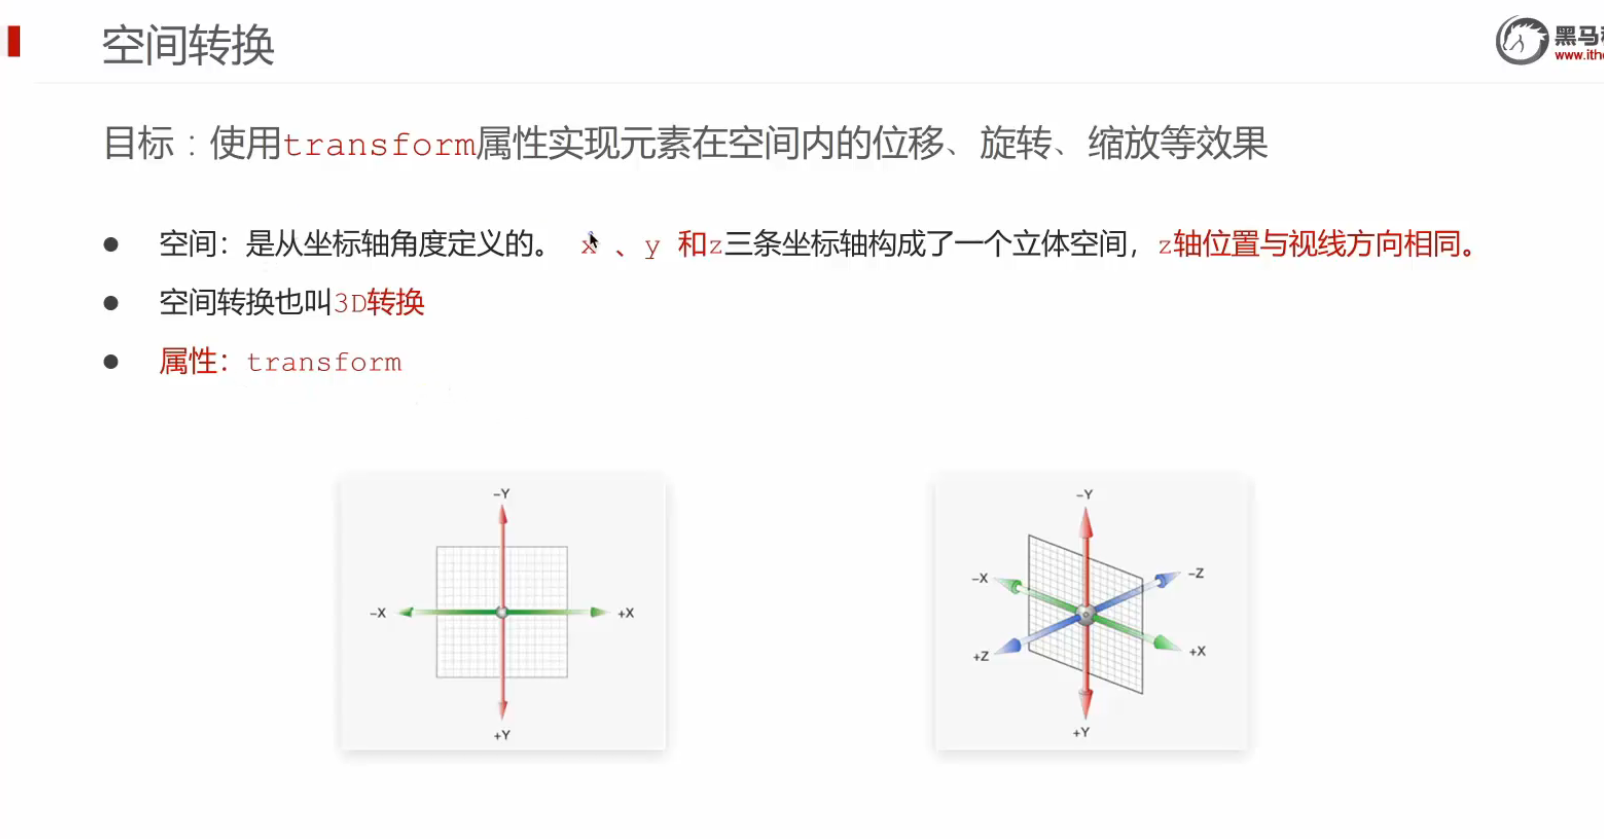 空间转换
黑马
www.ith
目标：使用transform属性实现元素在空间内的位移、旋转、缩放等效果
空间：是从坐标轴角度定义的。 x 、y 和z三条坐标轴构成了一个立体空间，z轴位置与视线方向相同。
空间转换也叫3D转换
属性：transform
-Y
-X
+X
+Y
-Y
-X
-Z
+Z
+X
+Y